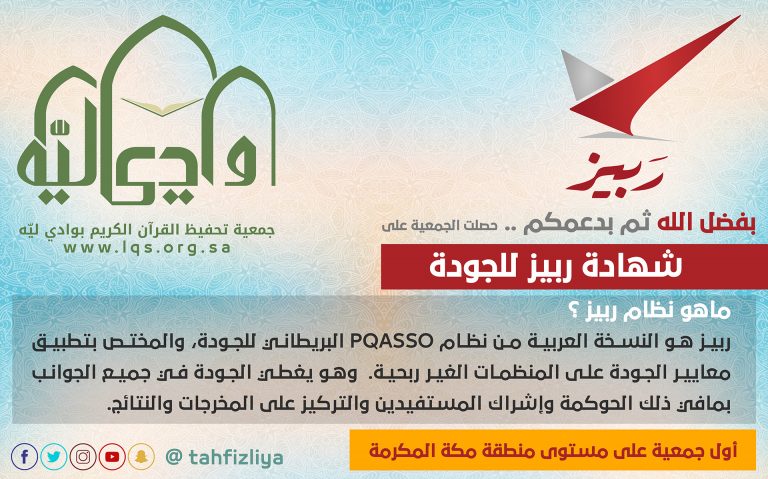 وادي ليّه
جمعية تحفيظ القرآن الكريم بوادي ليّه
www.lqs.org.sa
رَبيز
بفضل الله ثم بدعمكم .. حصلت الجمعية على
شهادة ربيز للجودة
ماهو نظام ربيز ؟
ربيز هو النسخة العربية من نظام PQASSO البريطاني للجودة، والمختص بتطبيق
معايير الجودة على المنظمات الغير ربحية. وهو يغطي الجودة في جميع الجوانب
بمافي ذلك الحوكمة وإشراك المستفيدين والتركيز على المخرجات والنتائج.
أول جمعية على مستوى منطقة مكة المكرمة
@ tahfizliya